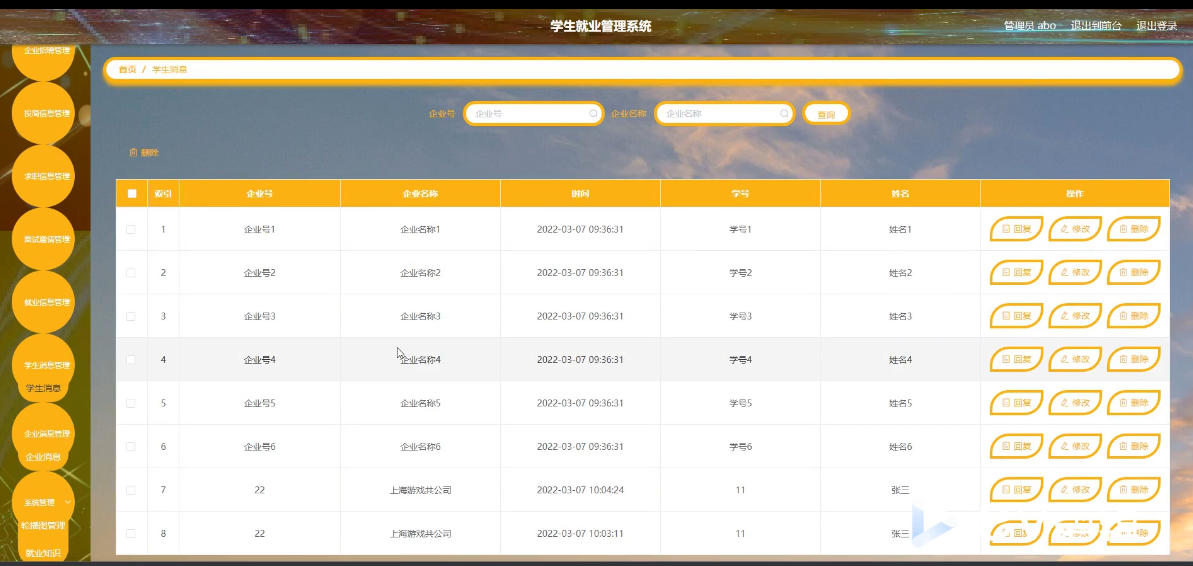 学生就业管理系统
管理员 abo 退出到前台 退出登录
企业招聘管理
投简信息管理
求职信息管理
面试邀请管理
就业信息管理
学生消息管理
学生消息
企业消息管理
企业消息
系统管理
轮播图管理
就业知识
首页 / 学生消息
企业号 企业号 企业名称 企业名称 查询
删除
索引 企业号 企业名称 时间 学号 姓名 操作
1 企业号1 企业名称1 2022-03-07 09:36:31 学号1 姓名1 回复 修改 删除
2 企业号2 企业名称2 2022-03-07 09:36:31 学号2 姓名2 回复 修改 删除
3 企业号3 企业名称3 2022-03-07 09:36:31 学号3 姓名3 回复 修改 删除
4 企业号4 企业名称4 2022-03-07 09:36:31 学号4 姓名4 回复 修改 删除
5 企业号5 企业名称5 2022-03-07 09:36:31 学号5 姓名5 回复 修改 删除
6 企业号6 企业名称6 2022-03-07 09:36:31 学号6 姓名6 回复 修改 删除
7 22 上海游戏共公司 2022-03-07 10:04:24 11 张三 回复 修改 删除
8 22 上海游戏共公司 2022-03-07 10:03:11 11 张三 回